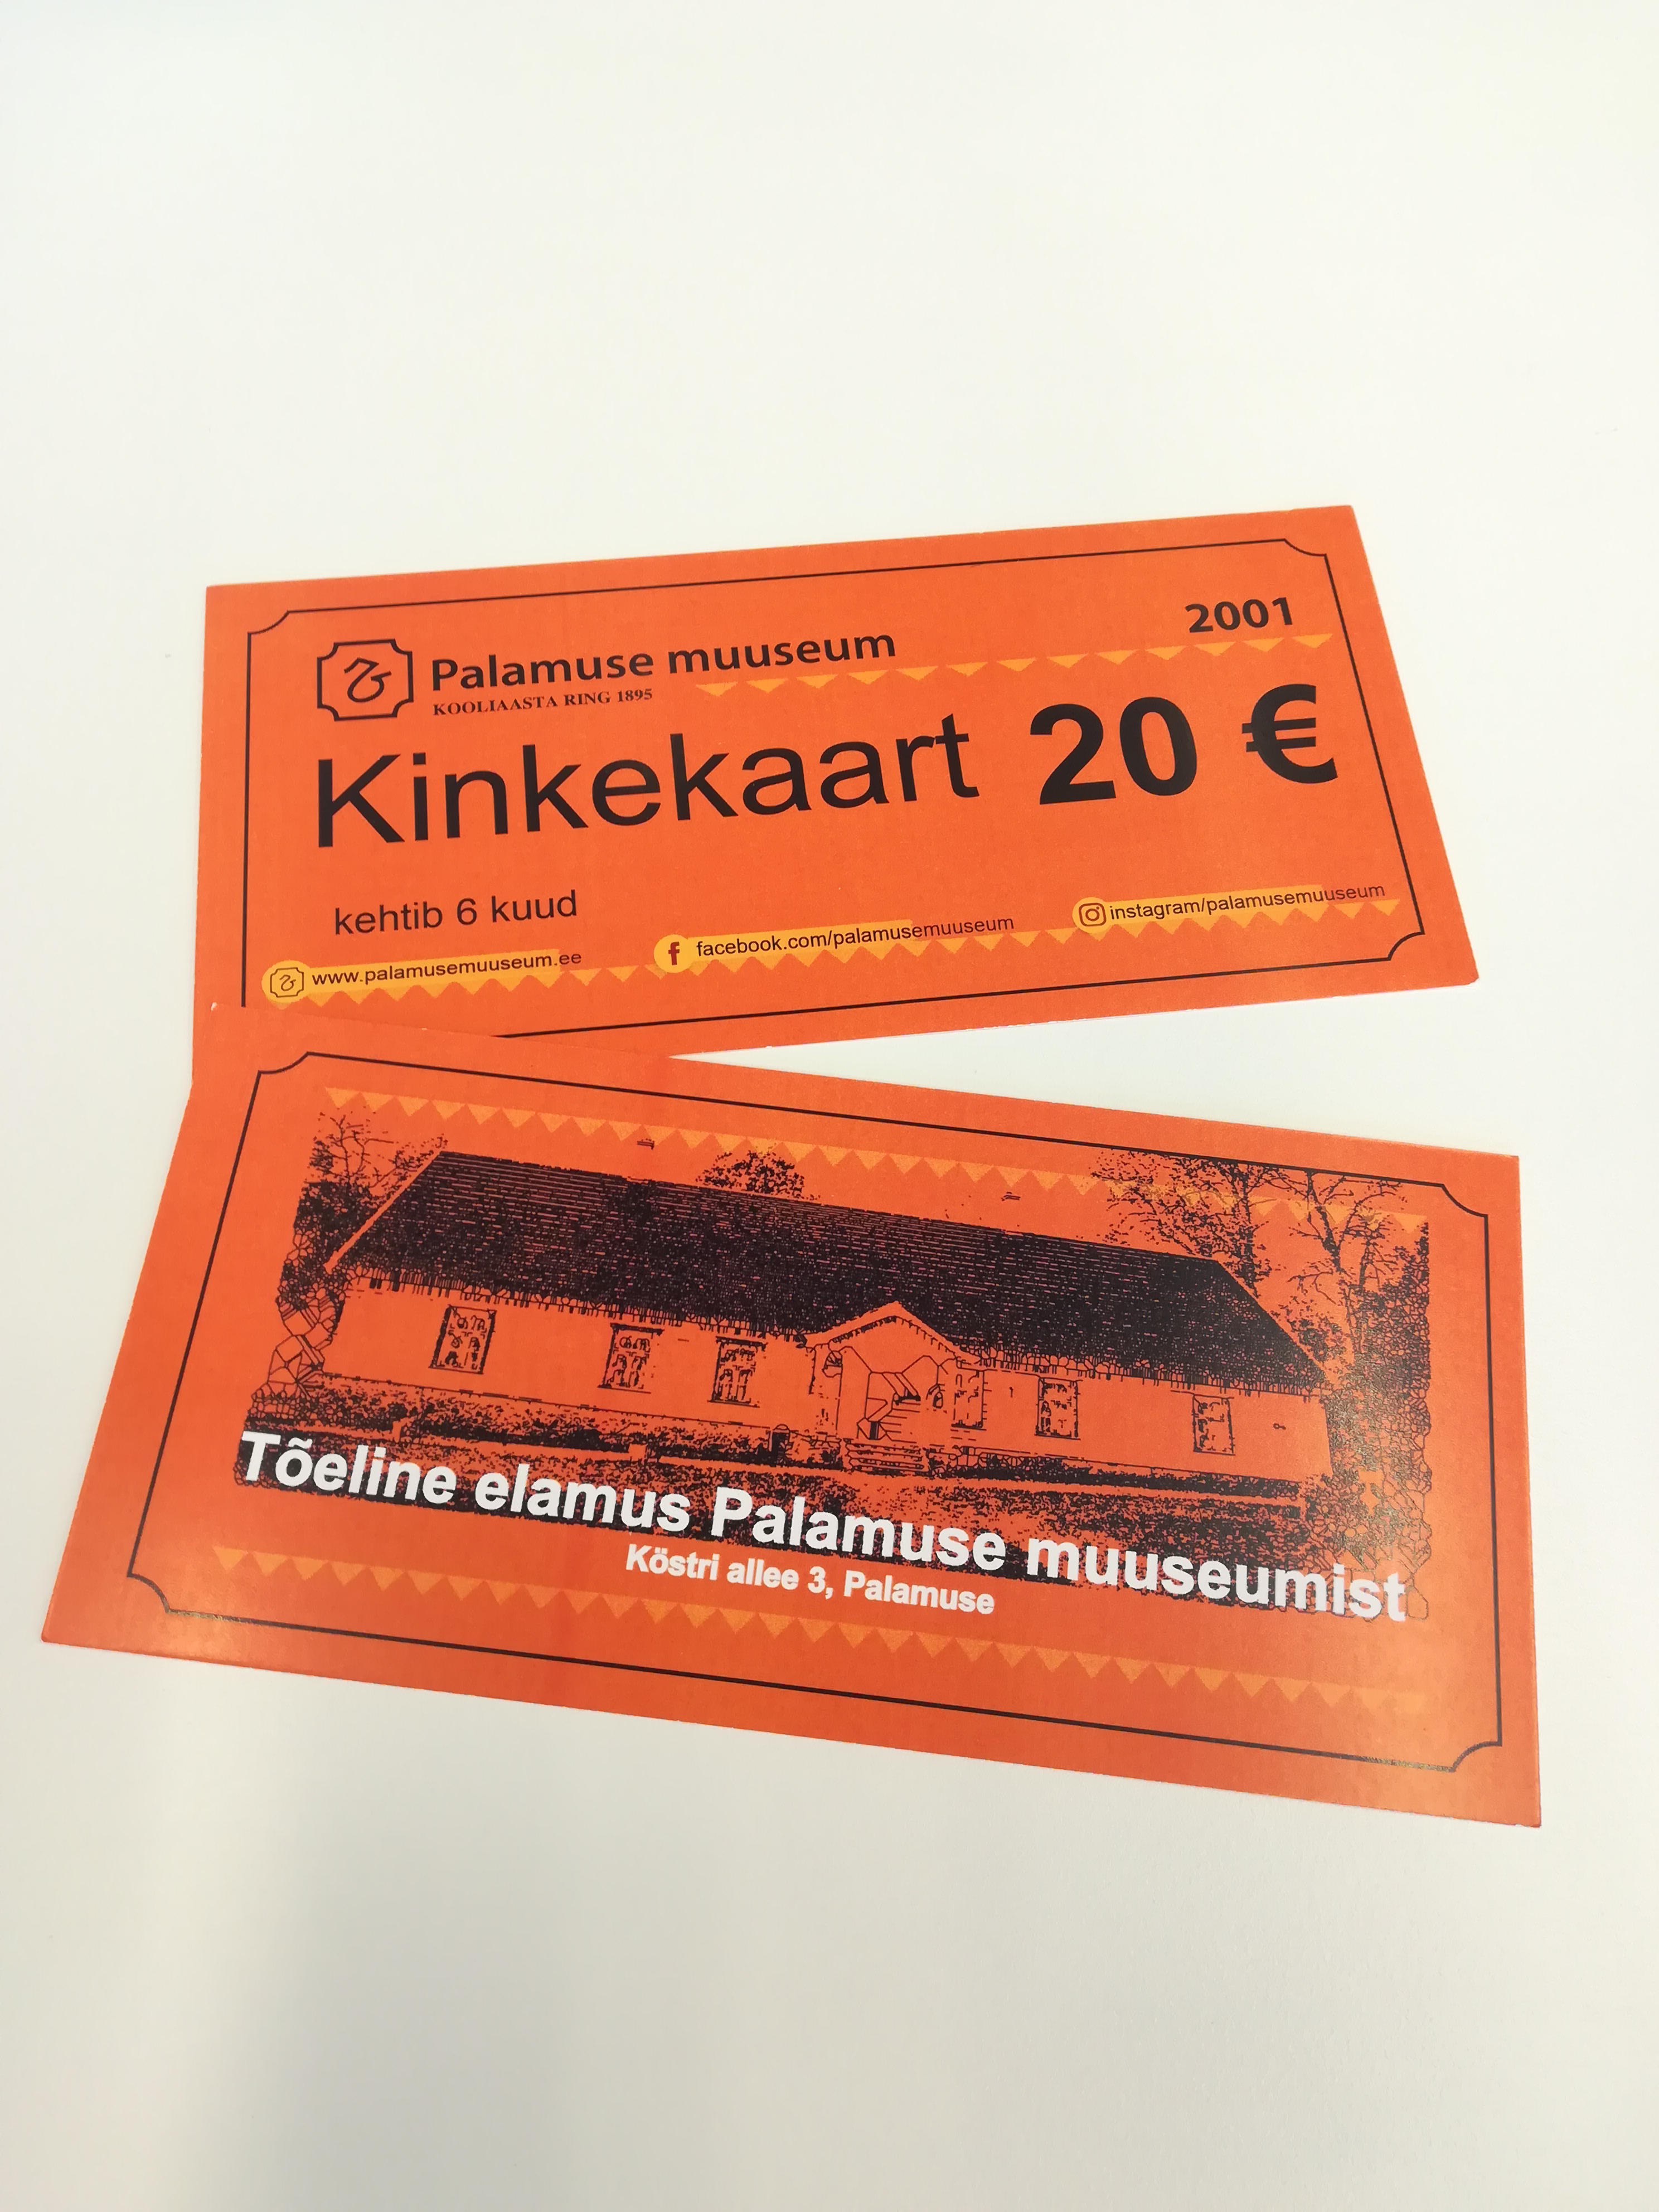 2001
Palamuse muuseum
KOOLIAASTA RING 1895
Kinkekaart 20 €
kehtib 6 kuud
www.palamusemuuseum.ee
facebook.com/palamusemuuseum
instagram/palamusemuuseum
Tõeline elamus Palamuse muuseumist
Köstri allee 3, Palamuse